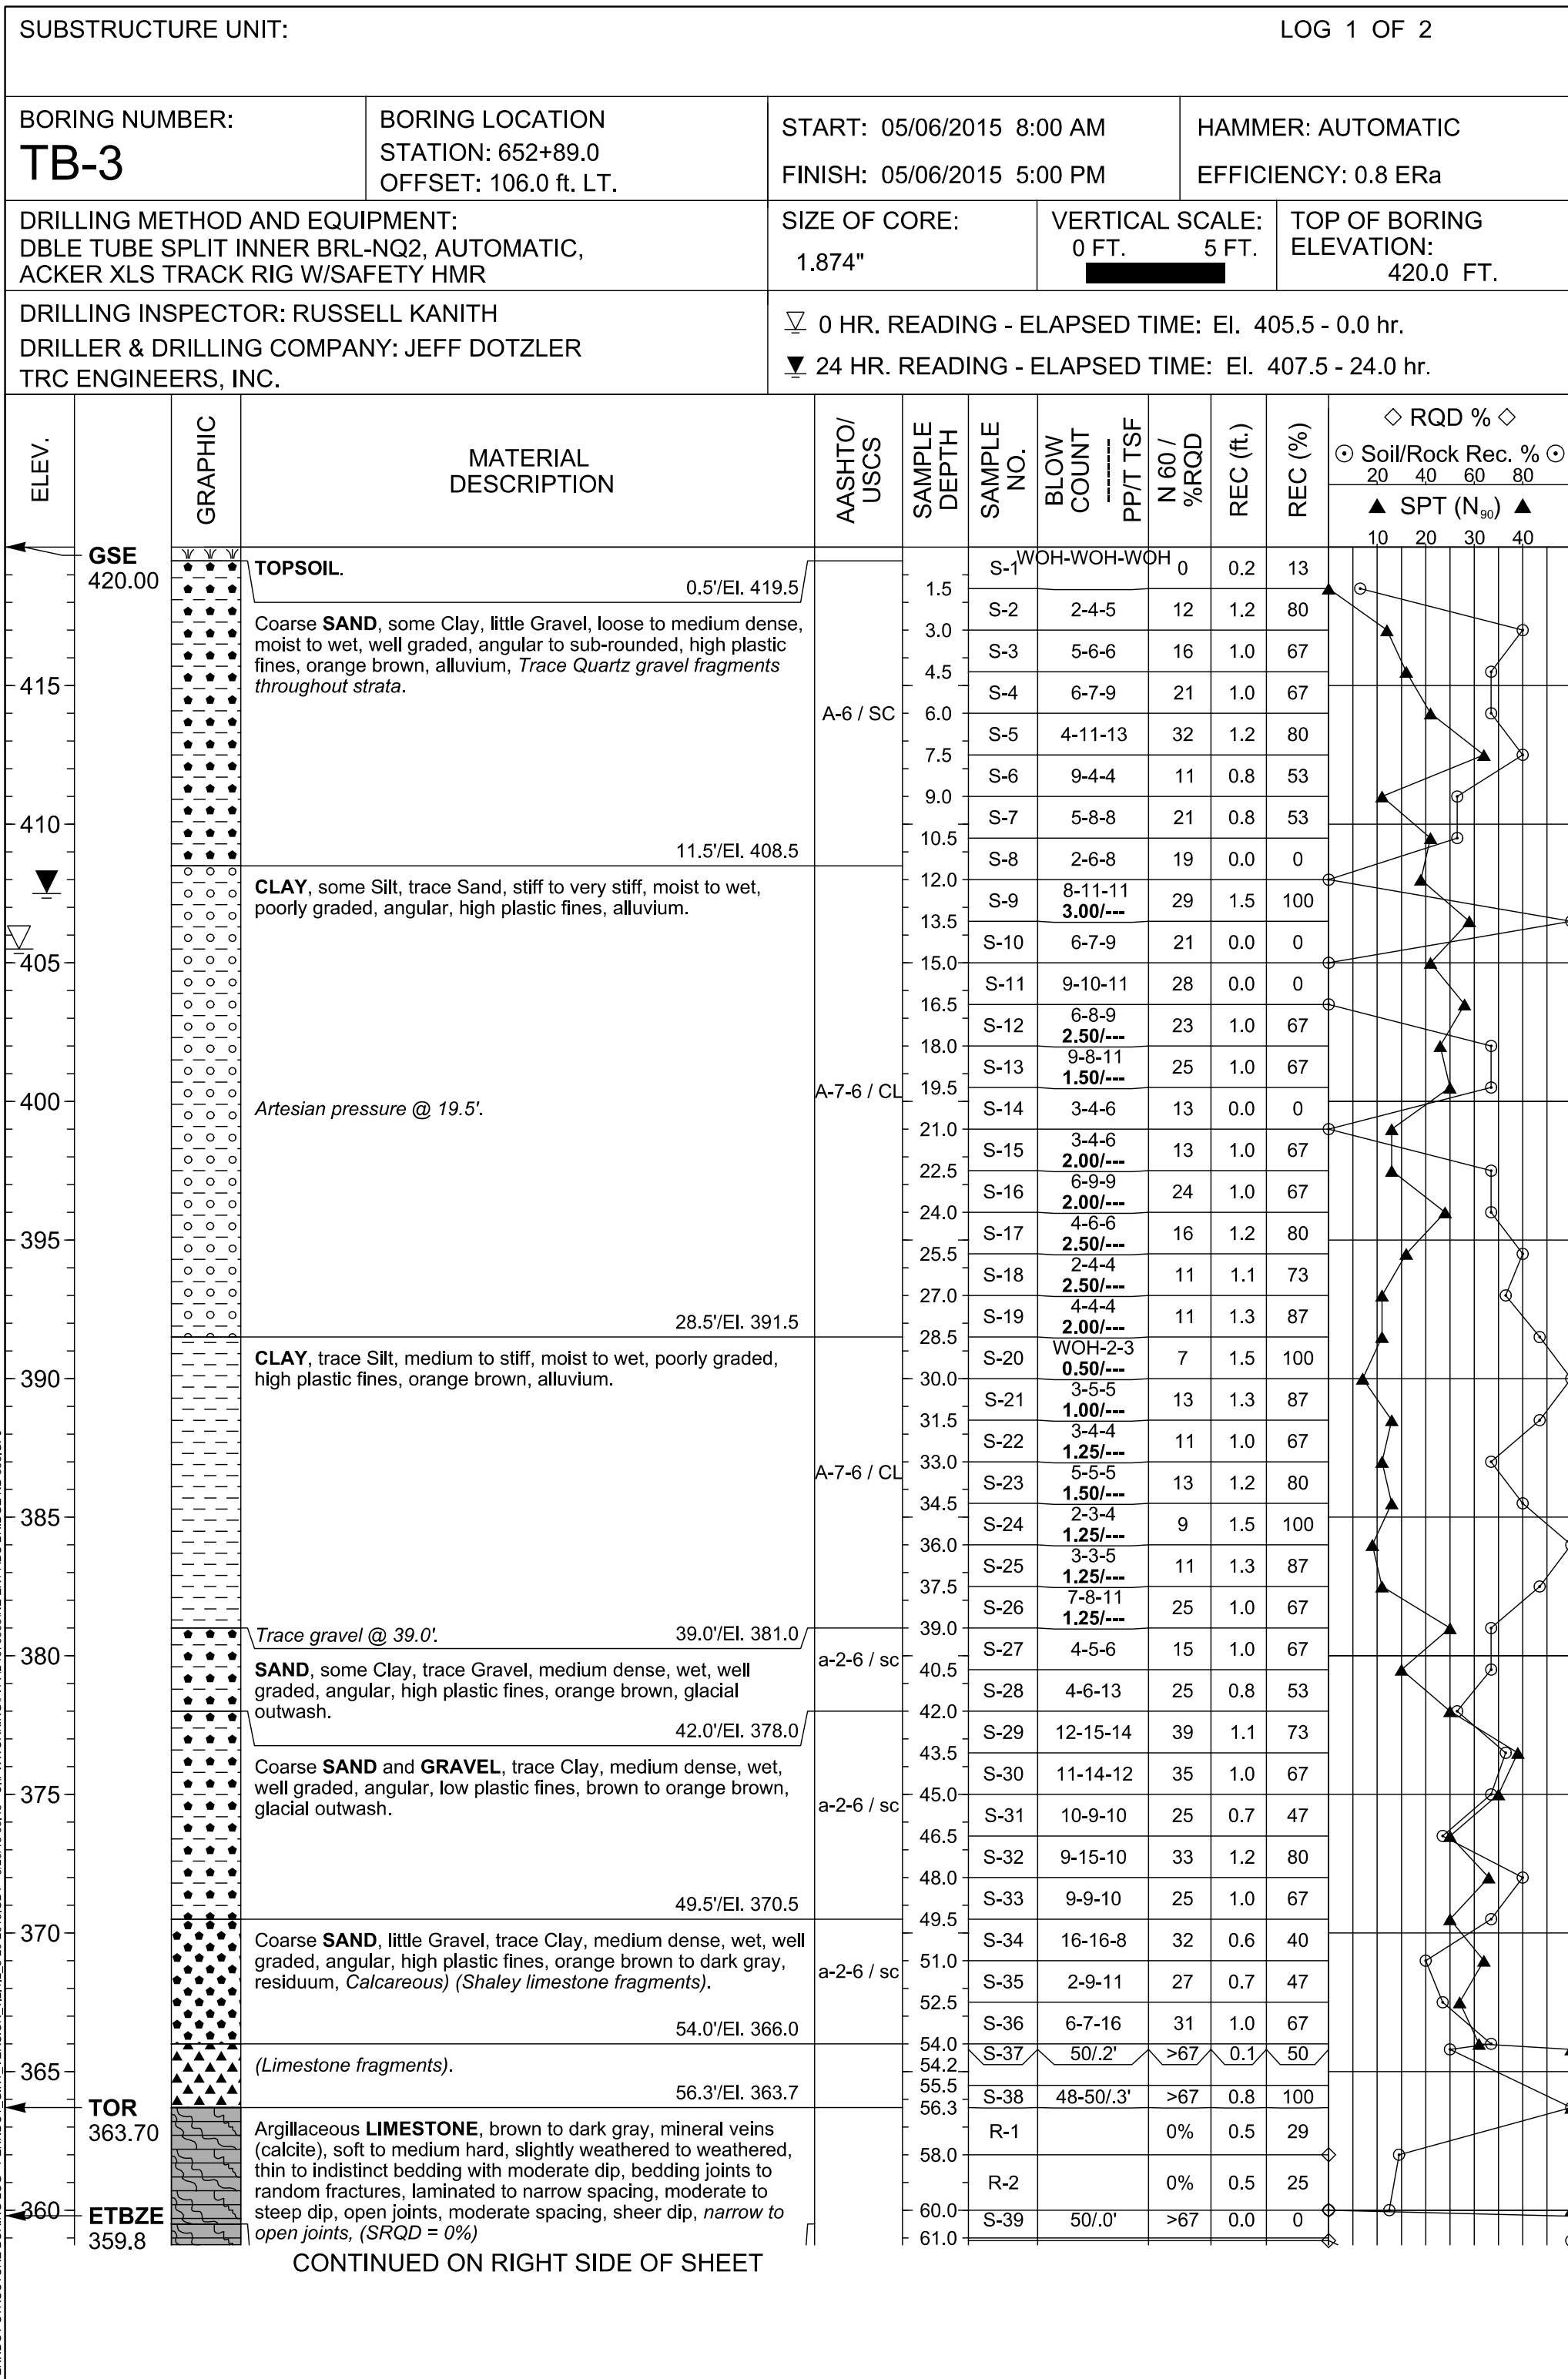 SUBSTRUCTURE UNIT:
LOG 1 OF 2
BORING NUMBER:
TB-3
BORING LOCATION
STATION: 652+89.0
OFFSET: 106.0 ft. LT.
START: 05/06/2015 8:00 AM
FINISH: 05/06/2015 5:00 PM
HAMMER: AUTOMATIC
EFFICIENCY: 0.8 ERa
DRILLING METHOD AND EQUIPMENT:
DBLE TUBE SPLIT INNER BRL-NQ2, AUTOMATIC,
ACKER XLS TRACK RIG W/SAFETY HMR
SIZE OF CORE:
1.874"
VERTICAL SCALE:
0 FT. 5 FT.
TOP OF BORING
ELEVATION:
420.0 FT.
DRILLING INSPECTOR: RUSSELL KANITH
DRILLER & DRILLING COMPANY: JEFF DOTZLER
TRC ENGINEERS, INC.
0 HR. READING - ELAPSED TIME: El. 405.5 - 0.0 hr.
24 HR. READING - ELAPSED TIME: El. 407.5 - 24.0 hr.
ELEV.
GRAPHIC
MATERIAL
DESCRIPTION
AASHTO/
USCS
SAMPLE
DEPTH
SAMPLE
NO.
BLOW
COUNT
---------
PP/T TSF
N 60 /
%RQD
REC (ft.)
REC (%)
◇ RQD % ◇
⊙ Soil/Rock Rec. % ⊙
20 40 60 80
▲ SPT (N90) ▲
10 20 30 40
GSE
420.00
TOPSOIL.
0.5'/El. 419.5
Coarse SAND, some Clay, little Gravel, loose to medium dense,
moist to wet, well graded, angular to sub-rounded, high plastic
fines, orange brown, alluvium, Trace Quartz gravel fragments
throughout strata.
11.5'/El. 408.5
A-6 / SC
415
410
S-1 WOH-WOH-WOH 0 0.2 13
1.5
S-2 2-4-5 12 1.2 80
3.0
S-3 5-6-6 16 1.0 67
4.5
S-4 6-7-9 21 1.0 67
6.0
S-5 4-11-13 32 1.2 80
7.5
S-6 9-4-4 11 0.8 53
9.0
S-7 5-8-8 21 0.8 53
10.5
S-8 2-6-8 19 0.0 0
12.0
CLAY, some Silt, trace Sand, stiff to very stiff, moist to wet,
poorly graded, angular, high plastic fines, alluvium.
Artesian pressure @ 19.5'.
28.5'/El. 391.5
A-7-6 / CL
405
400
395
S-9 8-11-11 29 1.5 100
3.00/---
13.5
S-10 6-7-9 21 0.0 0
15.0
S-11 9-10-11 28 0.0 0
16.5
S-12 6-8-9 23 1.0 67
2.50/---
18.0
S-13 9-8-11 25 1.0 67
1.50/---
19.5
S-14 3-4-6 13 0.0 0
21.0
S-15 3-4-6 13 1.0 67
2.00/---
22.5
S-16 6-9-9 24 1.0 67
2.00/---
24.0
S-17 4-6-6 16 1.2 80
2.50/---
25.5
S-18 2-4-4 11 1.1 73
2.50/---
27.0
S-19 4-4-4 11 1.3 87
2.00/---
28.5
CLAY, trace Silt, medium to stiff, moist to wet, poorly graded,
high plastic fines, orange brown, alluvium.
Trace gravel @ 39.0'.
39.0'/El. 381.0
A-7-6 / CL
390
385
S-20 WOH-2-3 7 1.5 100
0.50/---
30.0
S-21 3-5-5 13 1.3 87
1.00/---
31.5
S-22 3-4-4 11 1.0 67
1.25/---
33.0
S-23 5-5-5 13 1.2 80
1.50/---
34.5
S-24 2-3-4 9 1.5 100
1.25/---
36.0
S-25 3-3-5 11 1.3 87
1.25/---
37.5
S-26 7-8-11 25 1.0 67
1.25/---
39.0
380
SAND, some Clay, trace Gravel, medium dense, wet, well
graded, angular, high plastic fines, orange brown, glacial
outwash.
42.0'/El. 378.0
a-2-6 / sc
S-27 4-5-6 15 1.0 67
40.5
S-28 4-6-13 25 0.8 53
42.0
Coarse SAND and GRAVEL, trace Clay, medium dense, wet,
well graded, angular, low plastic fines, brown to orange brown,
glacial outwash.
49.5'/El. 370.5
a-2-6 / sc
375
S-29 12-15-14 39 1.1 73
43.5
S-30 11-14-12 35 1.0 67
45.0
S-31 10-9-10 25 0.7 47
46.5
S-32 9-15-10 33 1.2 80
48.0
S-33 9-9-10 25 1.0 67
49.5
370
Coarse SAND, little Gravel, trace Clay, medium dense, wet, well
graded, angular, high plastic fines, orange brown to dark gray,
residuum, Calcareous) (Shaley limestone fragments).
54.0'/El. 366.0
a-2-6 / sc
S-34 16-16-8 32 0.6 40
51.0
S-35 2-9-11 27 0.7 47
52.5
S-36 6-7-16 31 1.0 67
54.0
S-37 50/.2' >67 0.1 50
54.2
(Limestone fragments).
56.3'/El. 363.7
365
55.5
S-38 48-50/.3' >67 0.8 100
56.3
TOR
363.70
Argillaceous LIMESTONE, brown to dark gray, mineral veins
(calcite), soft to medium hard, slightly weathered to weathered,
thin to indistinct bedding with moderate dip, bedding joints to
random fractures, laminated to narrow spacing, moderate to
steep dip, open joints, moderate spacing, sheer dip, narrow to
open joints, (SRQD = 0%)
R-1 0% 0.5 29
58.0
R-2 0% 0.5 25
60.0
360
ETBZE
359.8
S-39 50/.0' >67 0.0 0
61.0
CONTINUED ON RIGHT SIDE OF SHEET